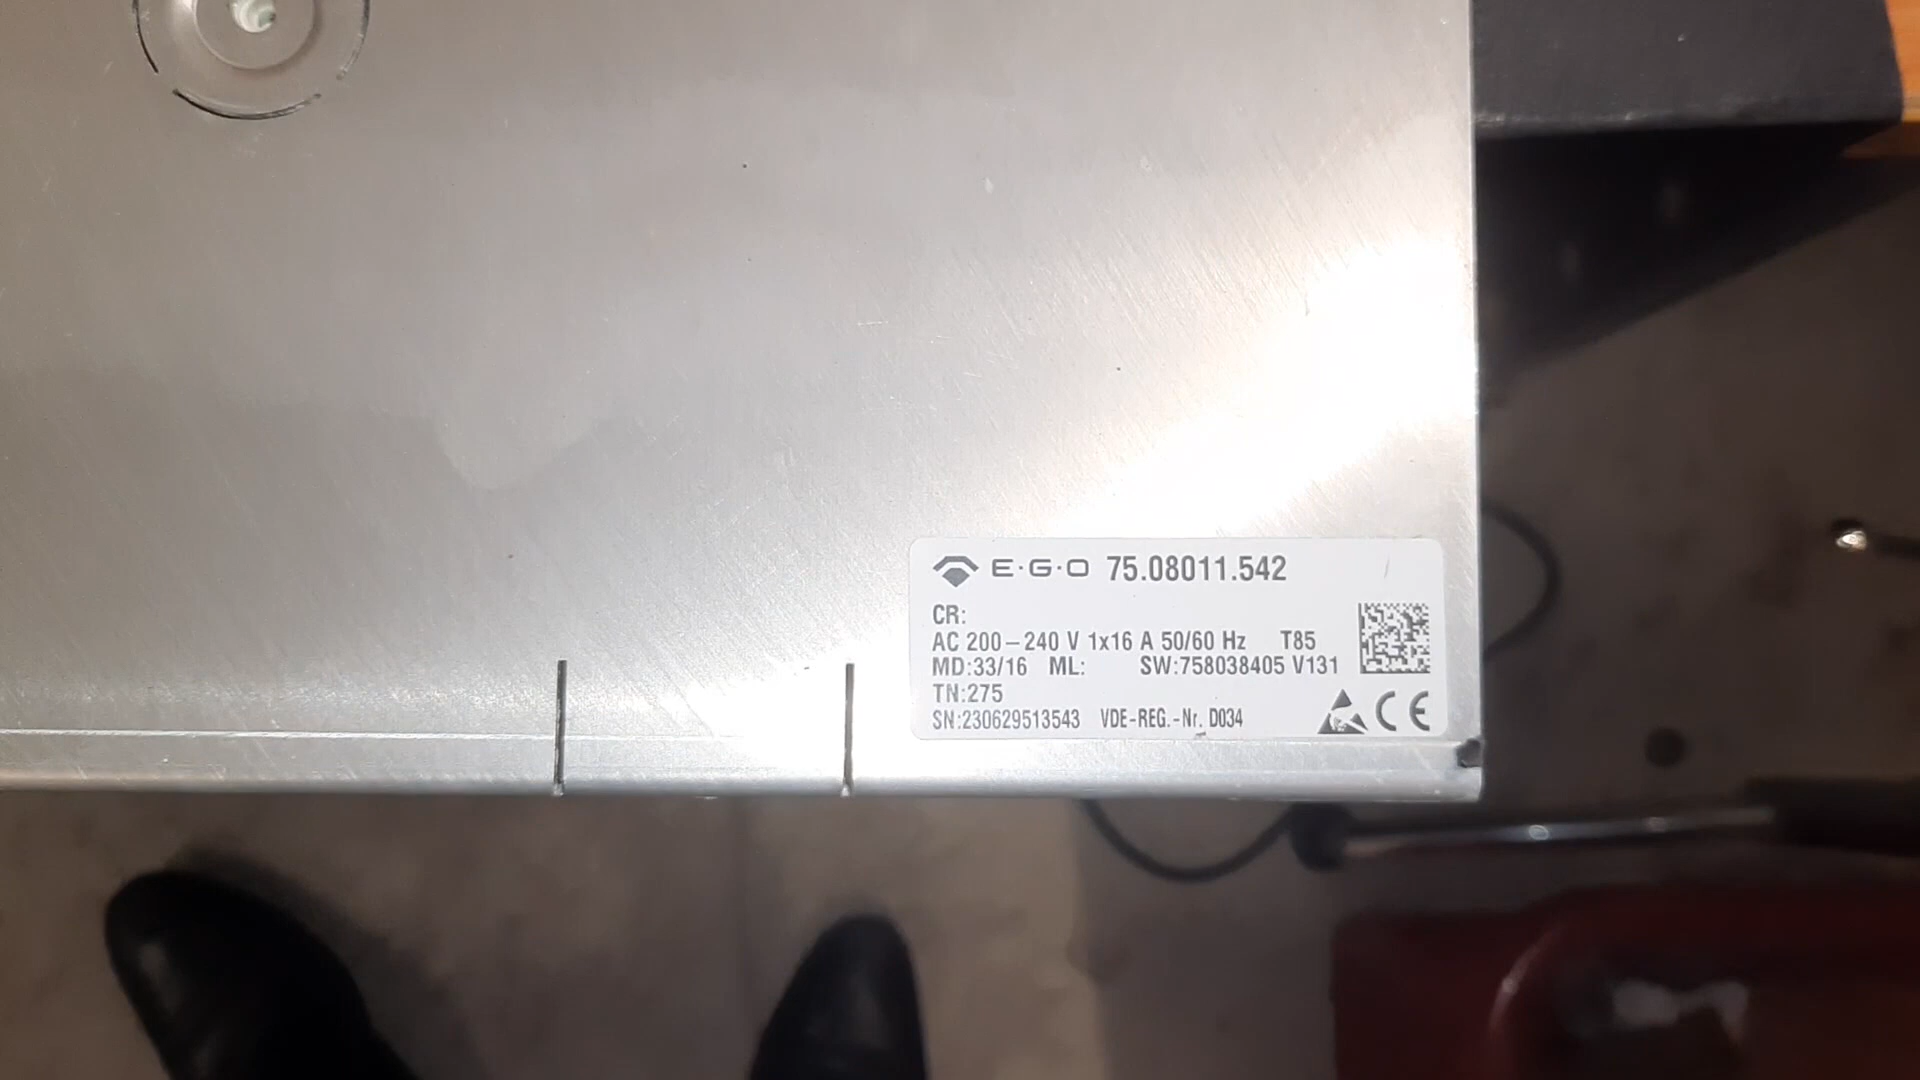 E·G·O 75.08011.542
CR:
AC 200-240 V 1x16 A 50/60 Hz T85
MD:33/16 ML: SW:758038405 V131
TN:275
SN:230629513543 VDE-REG.-Nr. D034
CE